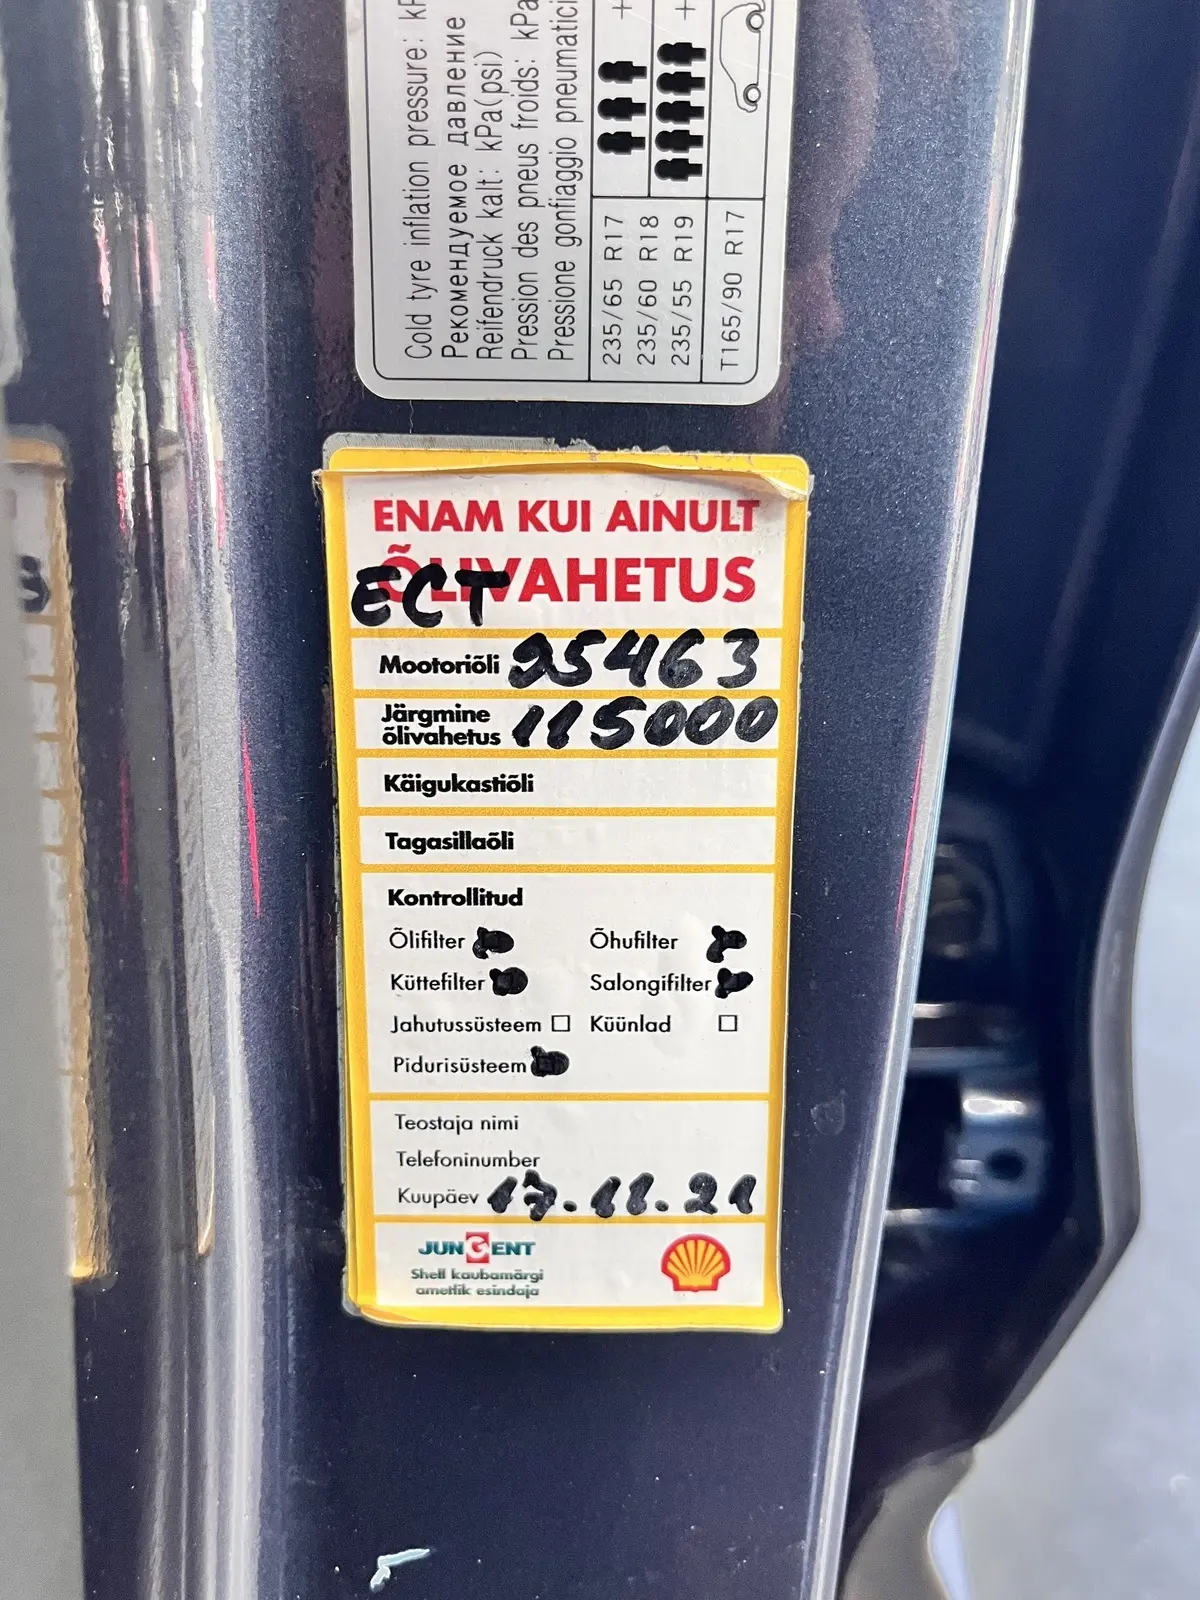 Cold tyre inflation pressure:
Рекомендуемое давление
Reifendruck kalt: kPa(psi)
Pression des pneus froids: kPa
Pressione gonfiaggio
235/65 R17
235/60 R18
235/55 R19
T165/90 R17
ENAM KUI AINULT
ÕLIVAHETUS
ECT
Mootoriõli 95463
Järgmine
õlivahetus 115000
Käigukastiõli
Tagasillaõli
Kontrollitud
Õlifilter Õhufilter
Küttefilter Salongifilter
Jahutussüsteem Küünlad
Pidurisüsteem
Teostaja nimi
Telefoninumber
Kuupäev 17.11.21
JUNGENT
Shell kaubamärgi
ametlik esindaja